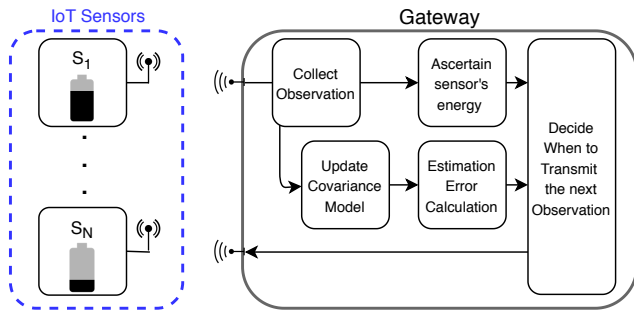 IoT Sensors
S1
SN
Gateway
Collect
Observation
Ascertain
sensor's
energy
Update
Covariance
Model
Estimation
Error
Calculation
Decide
When to
Transmit
the next
Observation